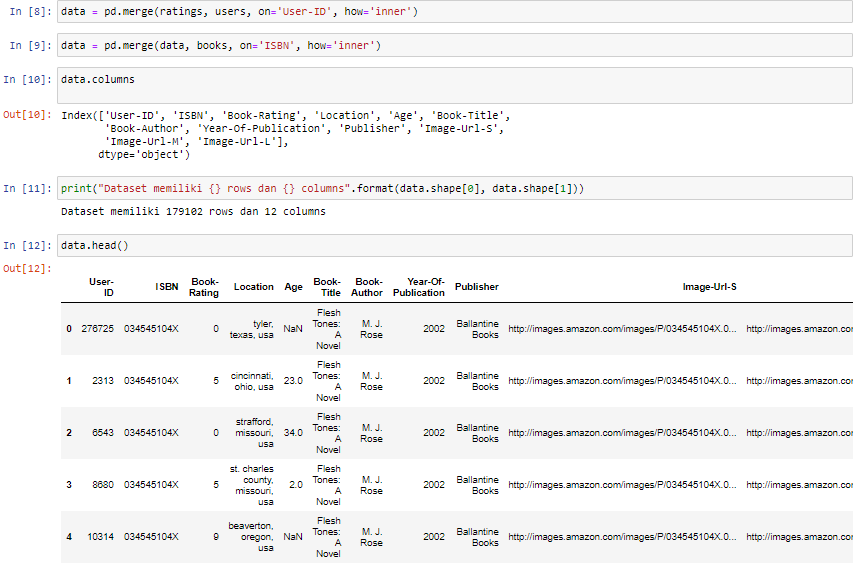 In [8]: data = pd.merge(ratings, users, on='User-ID', how='inner')
In [9]: data = pd.merge(data, books, on='ISBN', how='inner')
In [10]: data.columns
Out[10]: Index(['User-ID', 'ISBN', 'Book-Rating', 'Location', 'Age', 'Book-Title',
'Book-Author', 'Year-Of-Publication', 'Publisher', 'Image-Url-S',
'Image-Url-M', 'Image-Url-L'],
dtype='object')
In [11]: print("Dataset memiliki {} rows dan {} columns".format(data.shape[0], data.shape[1]))
Dataset memiliki 179102 rows dan 12 columns
In [12]: data.head()
Out[12]:
User-ID ISBN Book-Rating Location Age Book-Title Book-Author Year-Of-Publication Publisher Image-Url-S
0 276725 034545104X 0 tyler, texas, usa NaN Flesh Tones: A Novel M. J. Rose 2002 Ballantine Books http://images.amazon.com/images/P/034545104X.0... http://images.amazon.co
1 2313 034545104X 5 cincinnati, ohio, usa 23.0 Flesh Tones: A Novel M. J. Rose 2002 Ballantine Books http://images.amazon.com/images/P/034545104X.0... http://images.amazon.co
2 6543 034545104X 0 strafford, missouri, usa 34.0 Flesh Tones: A Novel M. J. Rose 2002 Ballantine Books http://images.amazon.com/images/P/034545104X.0... http://images.amazon.co
3 8680 034545104X 5 st. charles county, missouri, usa 2.0 Flesh Tones: A Novel M. J. Rose 2002 Ballantine Books http://images.amazon.com/images/P/034545104X.0... http://images.amazon.co
4 10314 034545104X 9 beaverton, oregon, usa NaN Flesh Tones: A Novel M. J. Rose 2002 Ballantine Books http://images.amazon.com/images/P/034545104X.0... http://images.amazon.co